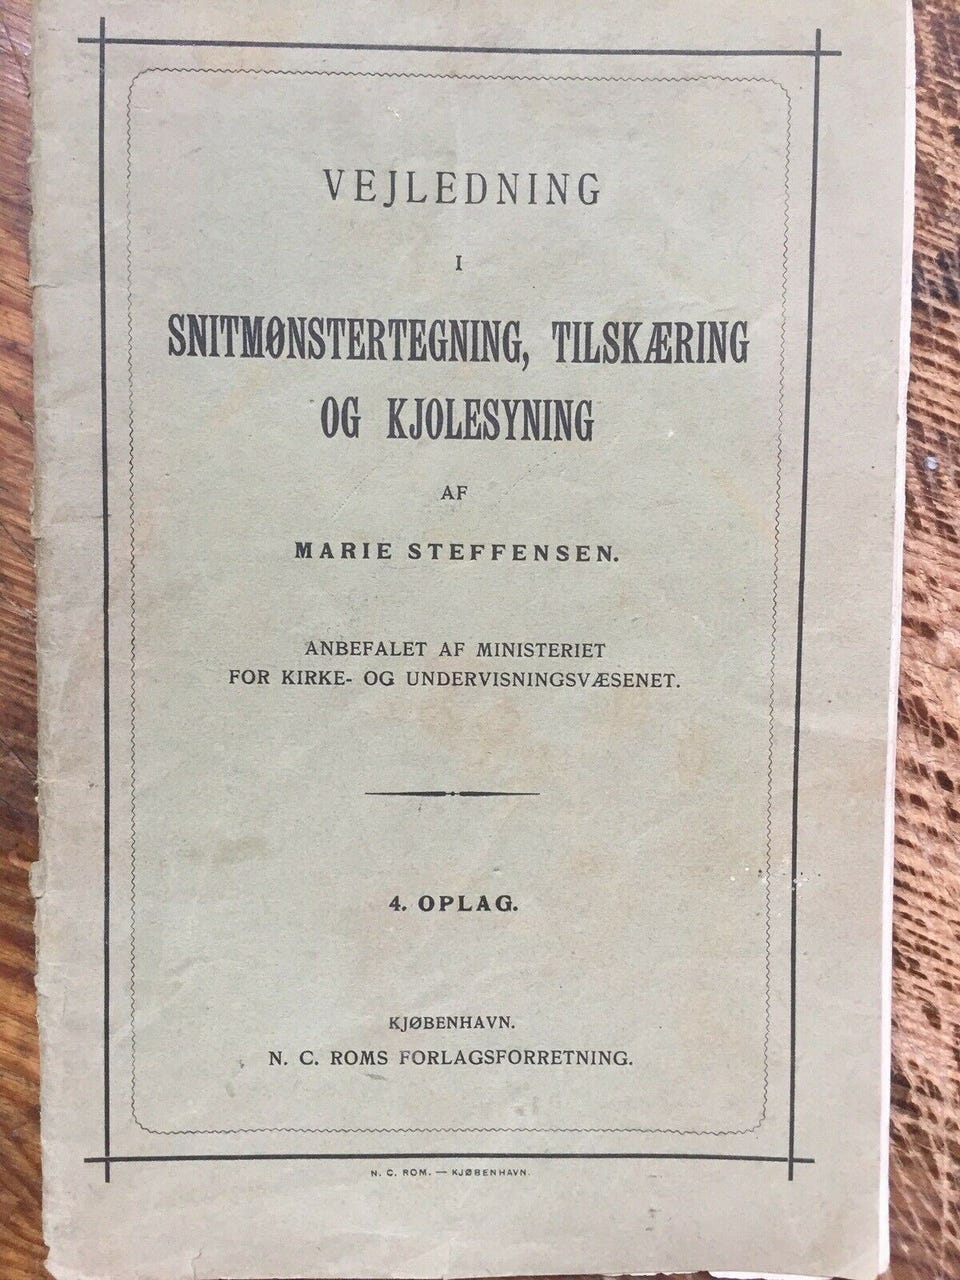 VEJLEDNING
I
SNITMØNSTERTEGNING, TILSKÆRING
OG KJOLESYNING
AF
MARIE STEFFENSEN.
ANBEFALET AF MINISTERIET
FOR KIRKE- OG UNDERVISNINGSVÆSENET.
4. OPLAG.
KJØBENHAVN.
N. C. ROMS FORLAGSFORRETNING.
N. C. ROM. — KJØBENHAVN.